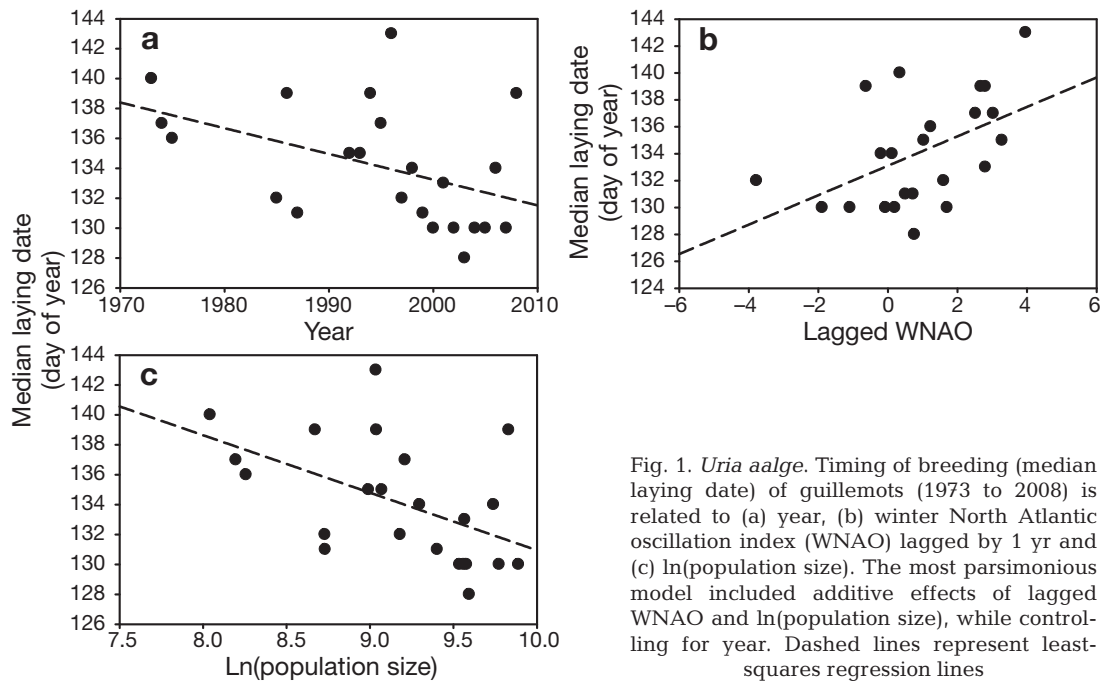 144
142
140
138
136
134
132
130
128
126
a
1970
1980
1990
2000
2010
Year
Median laying date
(day of year)
144
142
140
138
136
134
132
130
128
126
124
b
−6
−4
−2
0
2
4
6
Lagged WNAO
Median laying date
(day of year)
144
142
140
138
136
134
132
130
128
126
c
7.5
8.0
8.5
9.0
9.5
10.0
Ln(population size)
Fig. 1. Uria aalge. Timing of breeding (median
laying date) of guillemots (1973 to 2008) is
related to (a) year, (b) winter North Atlantic
oscillation index (WNAO) lagged by 1 yr and
(c) ln(population size). The most parsimonious
model included additive effects of lagged
WNAO and ln(population size), while control-
ling for year. Dashed lines represent least-
squares regression lines